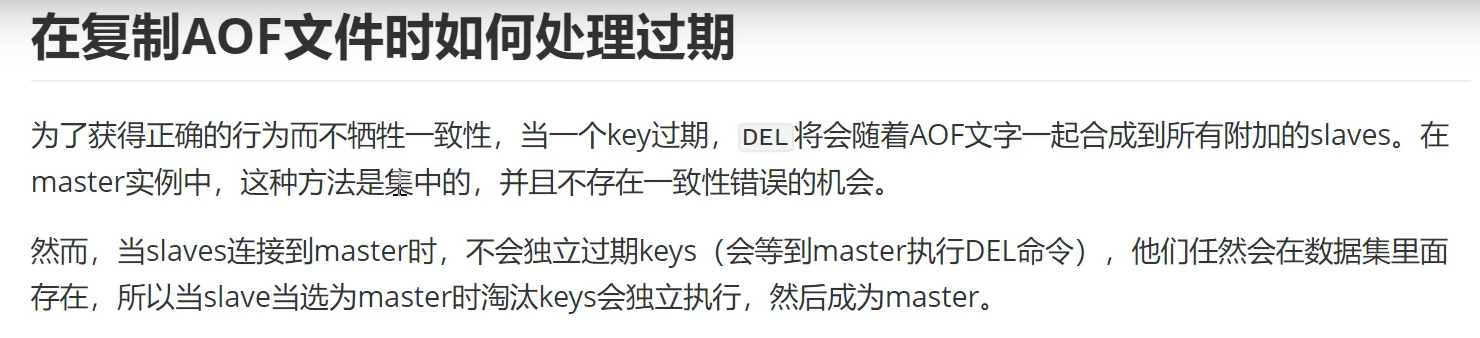 在复制AOF文件时如何处理过期
为了获得正确的行为而不牺牲一致性，当一个key过期，DEL将会随着AOF文字一起合成到所有附加的slaves。在
master实例中，这种方法是集中的，并且不存在一致性错误的机会。
然而，当slaves连接到master时，不会独立过期keys（会等到master执行DEL命令），他们任然会在数据集里面
存在，所以当slave当选为master时淘汰keys会独立执行，然后成为master。